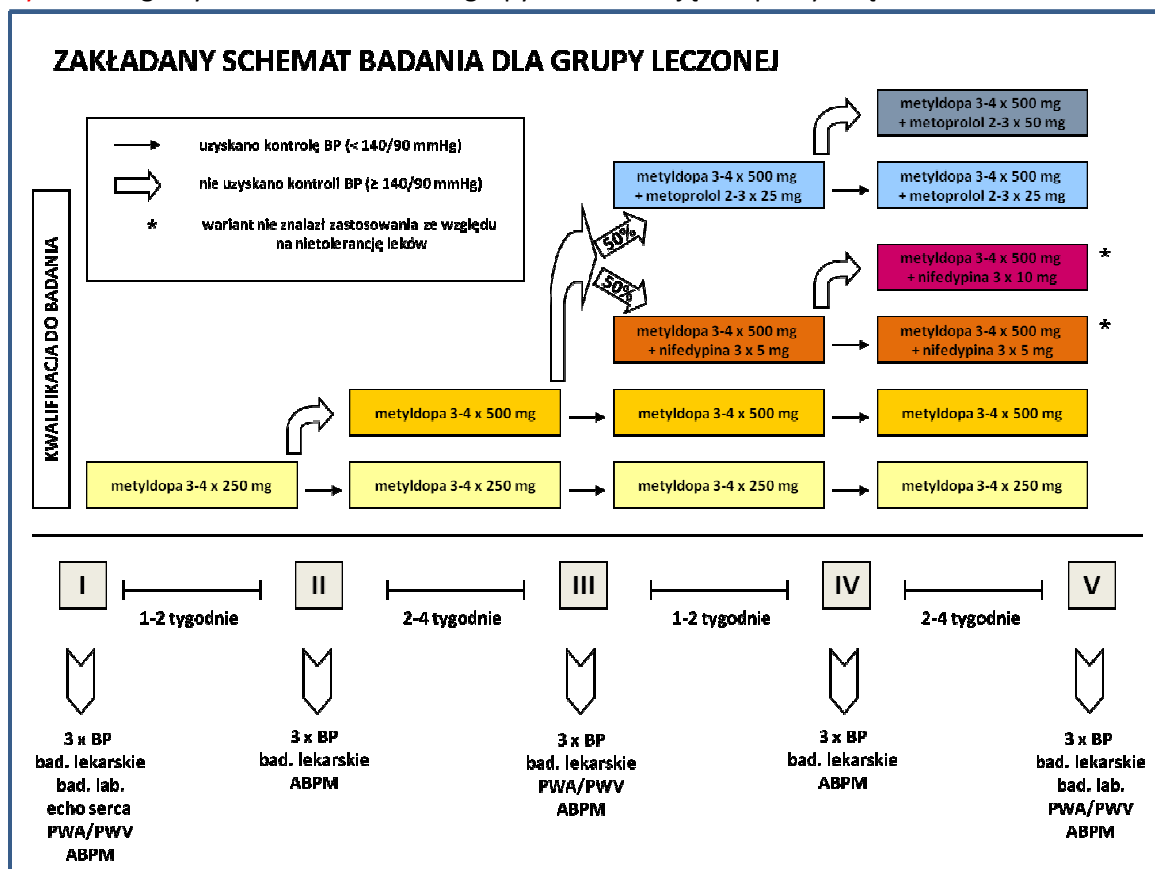 ZAKŁADANY SCHEMAT BADANIA DLA GRUPY LECZONEJ
uzyskano kontrolę BP (< 140/90 mmHg)
nie uzyskano kontroli BP (≥ 140/90 mmHg)
* wariant nie znalazł zastosowania ze względu
na nietolerancję leków
KWALIFIKACJA DO BADANIA
metyldopa 3-4 x 500 mg
+ metoprolol 2-3 x 50 mg
metyldopa 3-4 x 500 mg
+ metoprolol 2-3 x 25 mg
metyldopa 3-4 x 500 mg
+ metoprolol 2-3 x 25 mg
50%
50%
metyldopa 3-4 x 500 mg
+ nifedypina 3 x 10 mg
*
metyldopa 3-4 x 500 mg
+ nifedypina 3 x 5 mg
metyldopa 3-4 x 500 mg
+ nifedypina 3 x 5 mg
*
metyldopa 3-4 x 500 mg
metyldopa 3-4 x 500 mg
metyldopa 3-4 x 500 mg
metyldopa 3-4 x 250 mg
metyldopa 3-4 x 250 mg
metyldopa 3-4 x 250 mg
metyldopa 3-4 x 250 mg
I
1-2 tygodnie
II
2-4 tygodnie
III
1-2 tygodnie
IV
2-4 tygodnie
V
3 x BP
bad. lekarskie
bad. lab.
echo serca
PWA/PWV
ABPM
3 x BP
bad. lekarskie
ABPM
3 x BP
bad. lekarskie
PWA/PWV
ABPM
3 x BP
bad. lekarskie
ABPM
3 x BP
bad. lekarskie
bad. lab.
PWA/PWV
ABPM